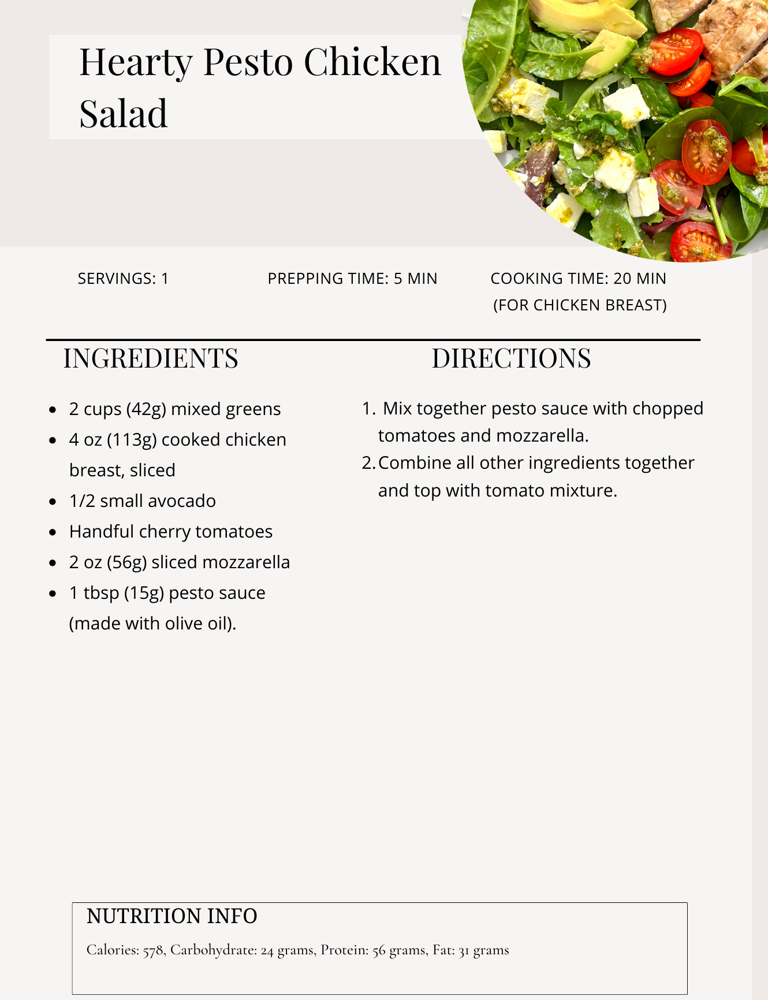 Hearty Pesto Chicken
Salad
SERVINGS: 1
PREPPING TIME: 5 MIN
COOKING TIME: 20 MIN
(FOR CHICKEN BREAST)
INGREDIENTS
• 2 cups (42g) mixed greens
• 4 oz (113g) cooked chicken
breast, sliced
• 1/2 small avocado
• Handful cherry tomatoes
• 2 oz (56g) sliced mozzarella
• 1 tbsp (15g) pesto sauce
(made with olive oil).
DIRECTIONS
1. Mix together pesto sauce with chopped
tomatoes and mozzarella.
2. Combine all other ingredients together
and top with tomato mixture.
NUTRITION INFO
Calories: 578, Carbohydrate: 24 grams, Protein: 56 grams, Fat: 31 grams